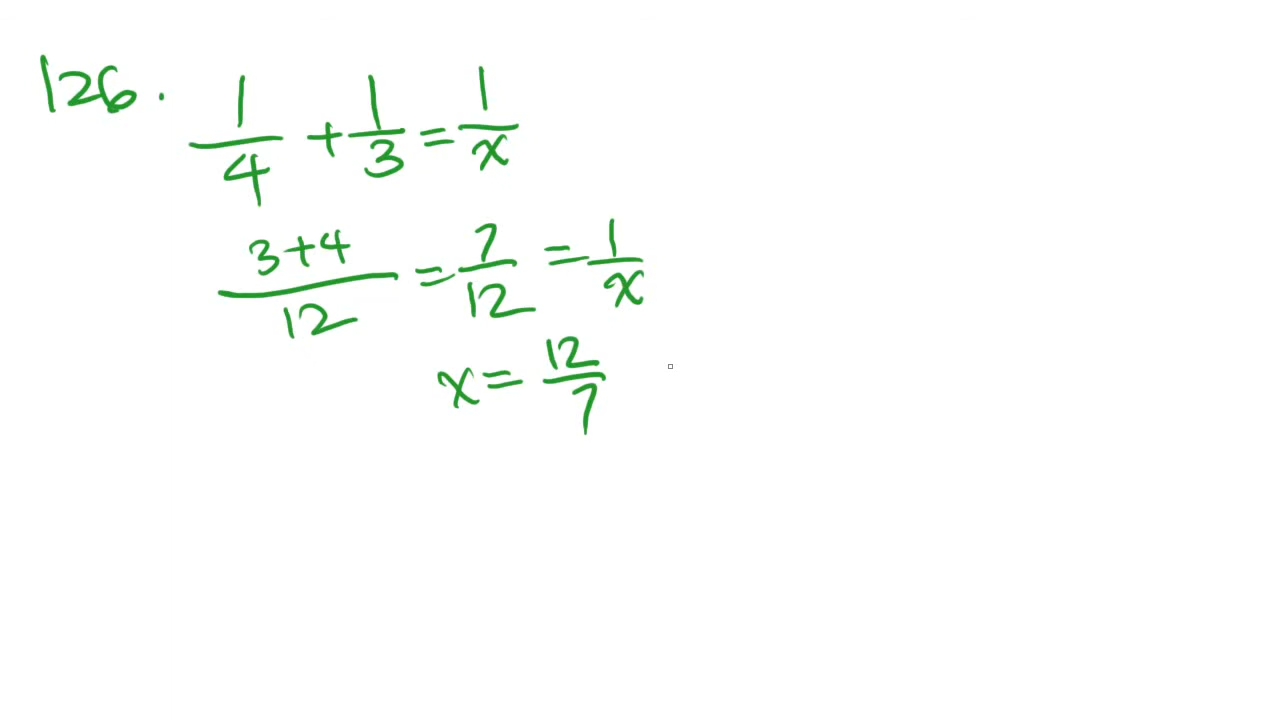 126. 1/4 + 1/3 = 1/x
3+4/12 = 7/12 = 1/x
x = 12/7